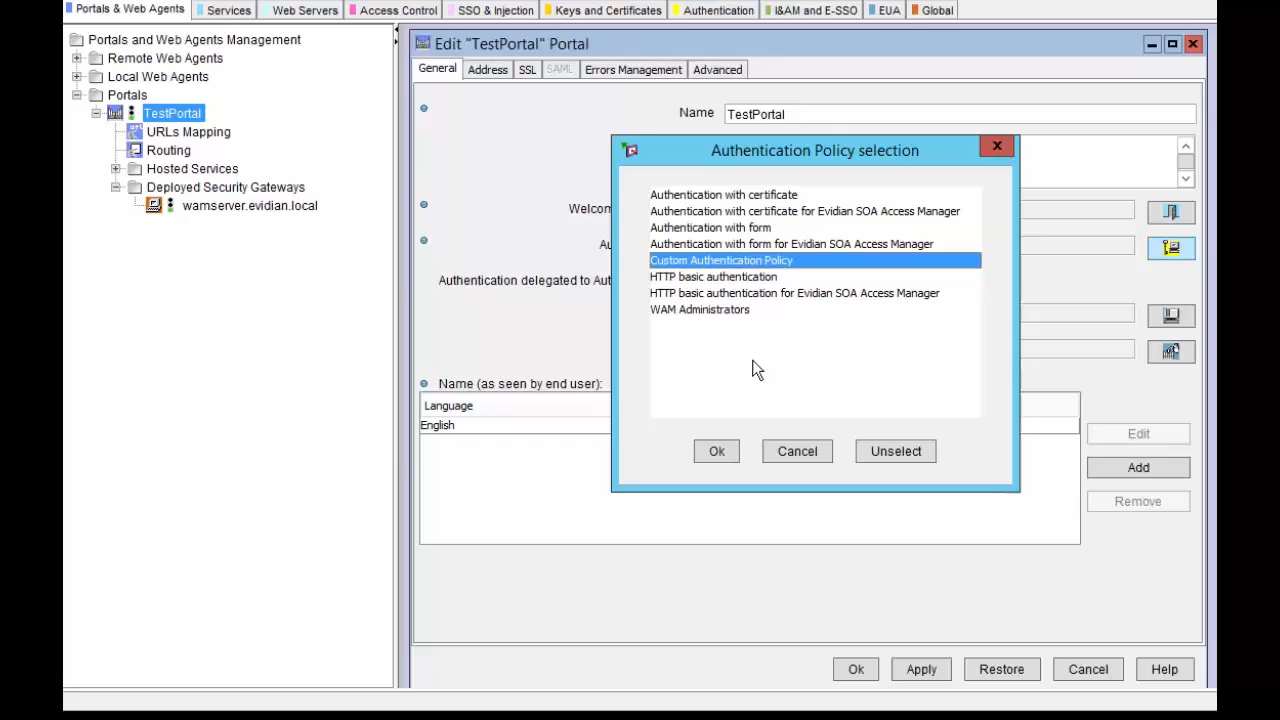 Portals & Web Agents Services Web Servers Access Control SSO & Injection Keys and Certificates Authentication I&AM and E-SSO EUA Global
Portals and Web Agents Management
Remote Web Agents
Local Web Agents
Portals
TestPortal
URLs Mapping
Routing
Hosted Services
Deployed Security Gateways
wamserver.evidian.local
Edit "TestPortal" Portal
General Address SSL SAML Errors Management Advanced
Name TestPortal
Welcom
Au
Authentication delegated to Aut
Name (as seen by end user):
Language
English
Edit
Add
Remove
Authentication Policy selection
Authentication with certificate
Authentication with certificate for Evidian SOA Access Manager
Authentication with form
Authentication with form for Evidian SOA Access Manager
Custom Authentication Policy
HTTP basic authentication
HTTP basic authentication for Evidian SOA Access Manager
WAM Administrators
Ok Cancel Unselect
Ok Apply Restore Cancel Help